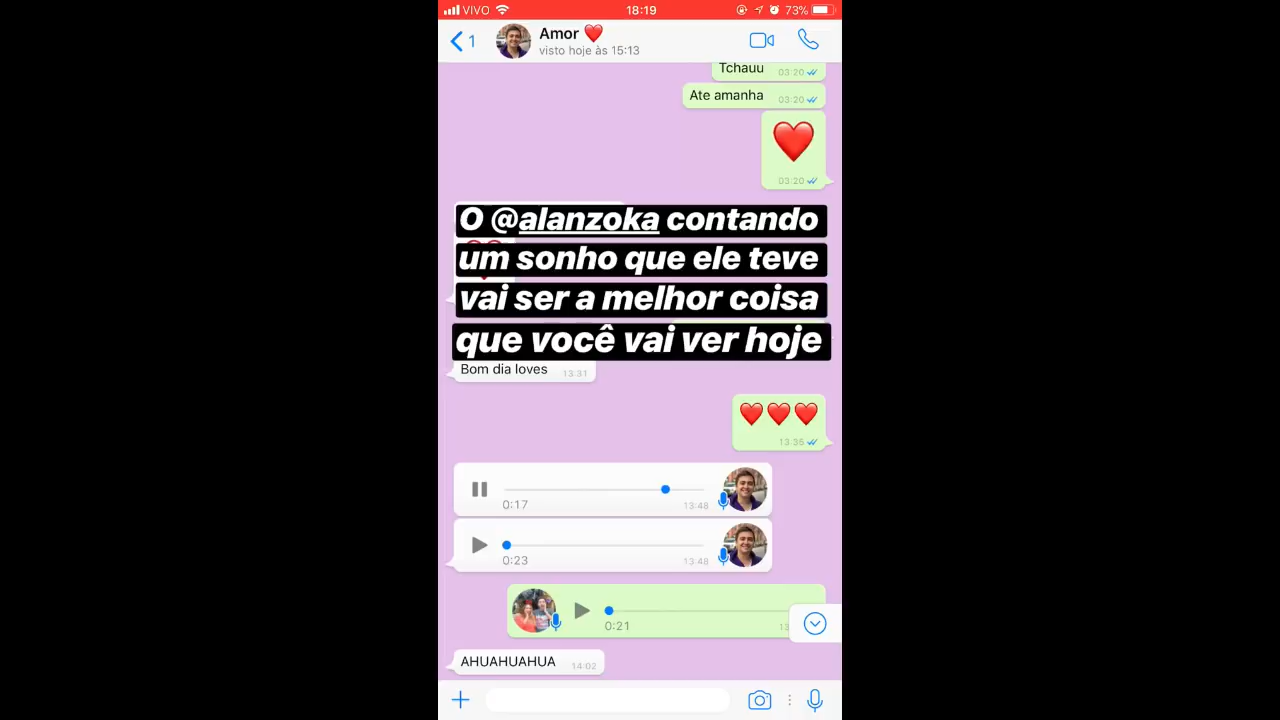 VIVO 18:19 73%
1 Amor ❤️
visto hoje às 15:13
Tchauu 03:20
Ate amanha 03:20
❤️
03:20
O @alanzoka contando
um sonho que ele teve
vai ser a melhor coisa
que você vai ver hoje
Bom dia loves 13:31
❤️❤️❤️
13:35
0:17 13:48
0:23 13:48
0:21
AHUAHUAHUA 14:02